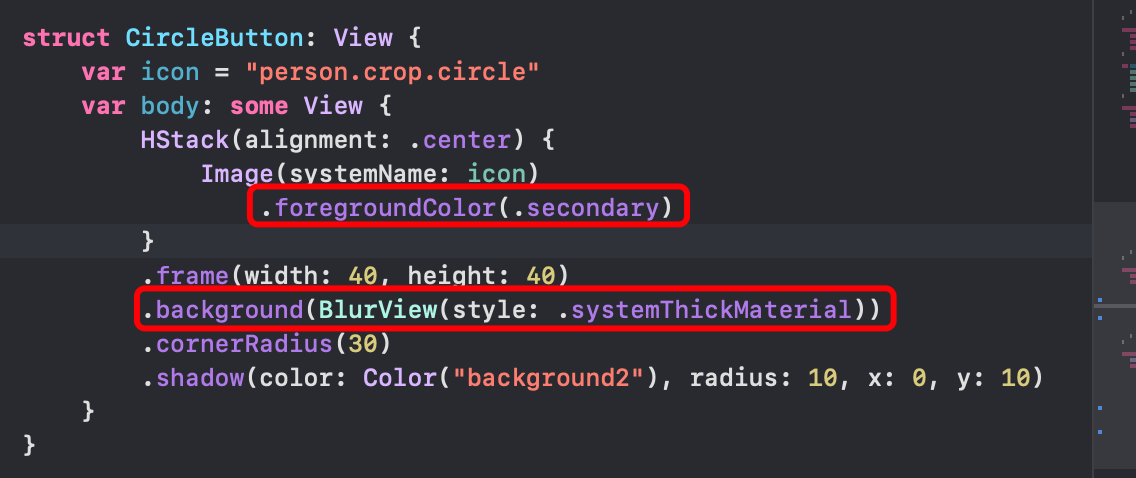 struct CircleButton: View {
    var icon = "person.crop.circle"
    var body: some View {
        HStack(alignment: .center) {
            Image(systemName: icon)
                .foregroundColor(.secondary)
        }
        .frame(width: 40, height: 40)
        .background(BlurView(style: .systemThickMaterial))
        .cornerRadius(30)
        .shadow(color: Color("background2"), radius: 10, x: 0, y: 10)
    }
}